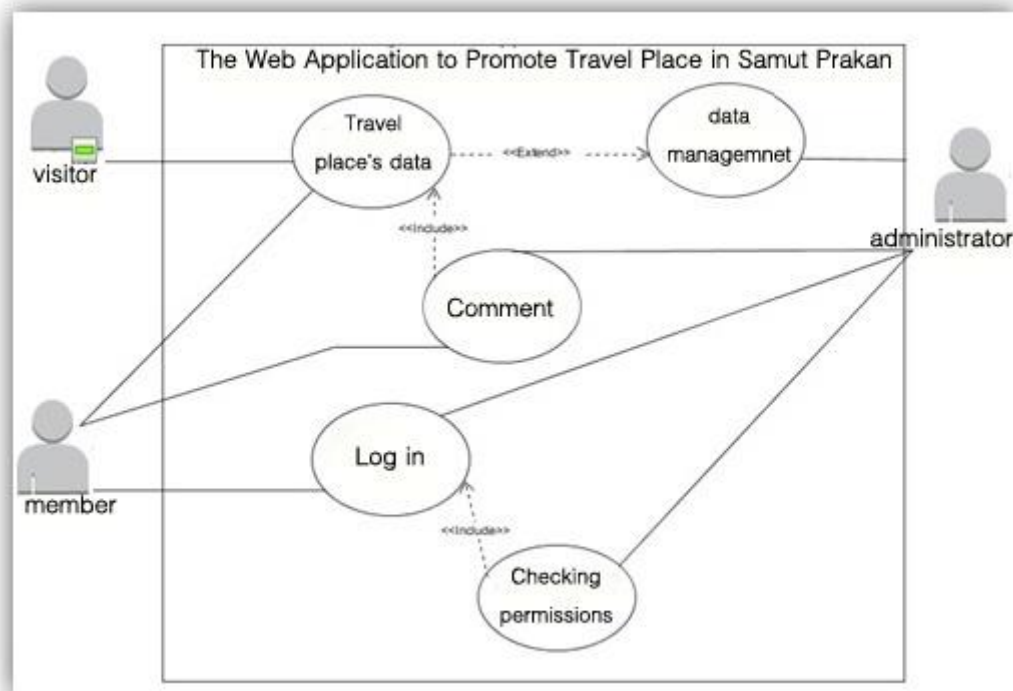 The Web Application to Promote Travel Place in Samut Prakan
visitor
Travel
place's data
<<Extend>>
data
managemnet
administrator
<<Include>>
Comment
member
Log in
<<Include>>
Checking
permissions